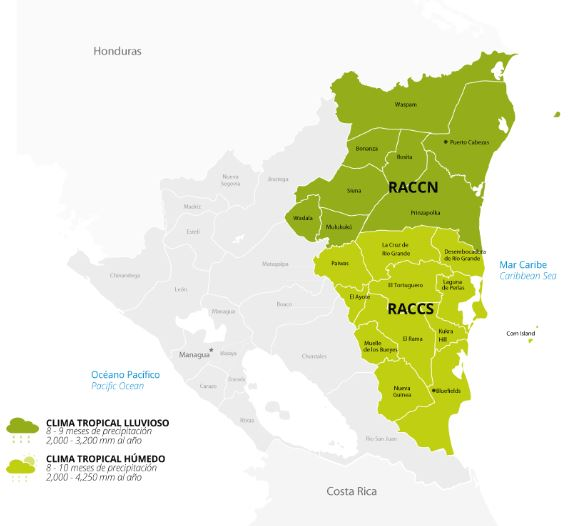 Honduras
Waspam
Puerto Cabezas
Bonanza
Rosita
Nueva
Segovia
Jinotega
RACCN
Siuna
Madriz
Prinzapolka
Waslala
Mulukukú
Estelí
La Cruz de
Río Grande
Desembocadura
de Río Grande
Paiwas
Matagalpa
Mar Caribe
Caribbean Sea
Chinandega
León
El Tortuguero
Laguna
de Perlas
El Ayote
Boaco
RACCS
Managua
Kukra
Hill
Corn Island
El Rama
Muelle
de los Bueyes
Managua
Masaya
Chontales
Océano Pacífico
Pacific Ocean
Granada
Carazo
Nueva
Guinea
Bluefields
Rivas
CLIMA TROPICAL LLUVIOSO
8 - 9 meses de precipitación
2,000 - 3,200 mm al año
Río San Juan
CLIMA TROPICAL HÚMEDO
8 - 10 meses de precipitación
2,000 - 4,250 mm al año
Costa Rica